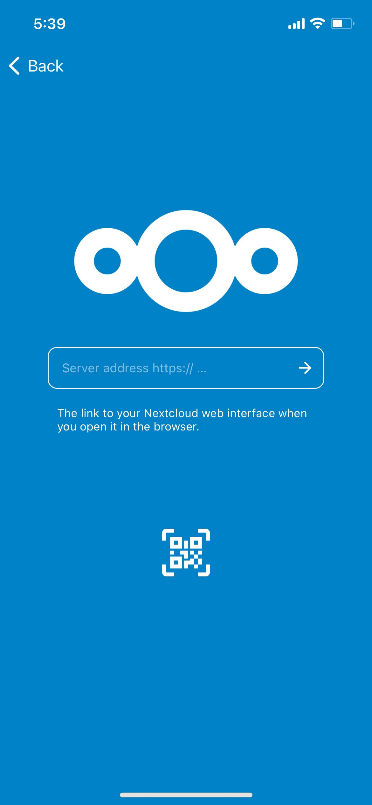 5:39
Back
Server address https:// ...
The link to your Nextcloud web interface when
you open it in the browser.